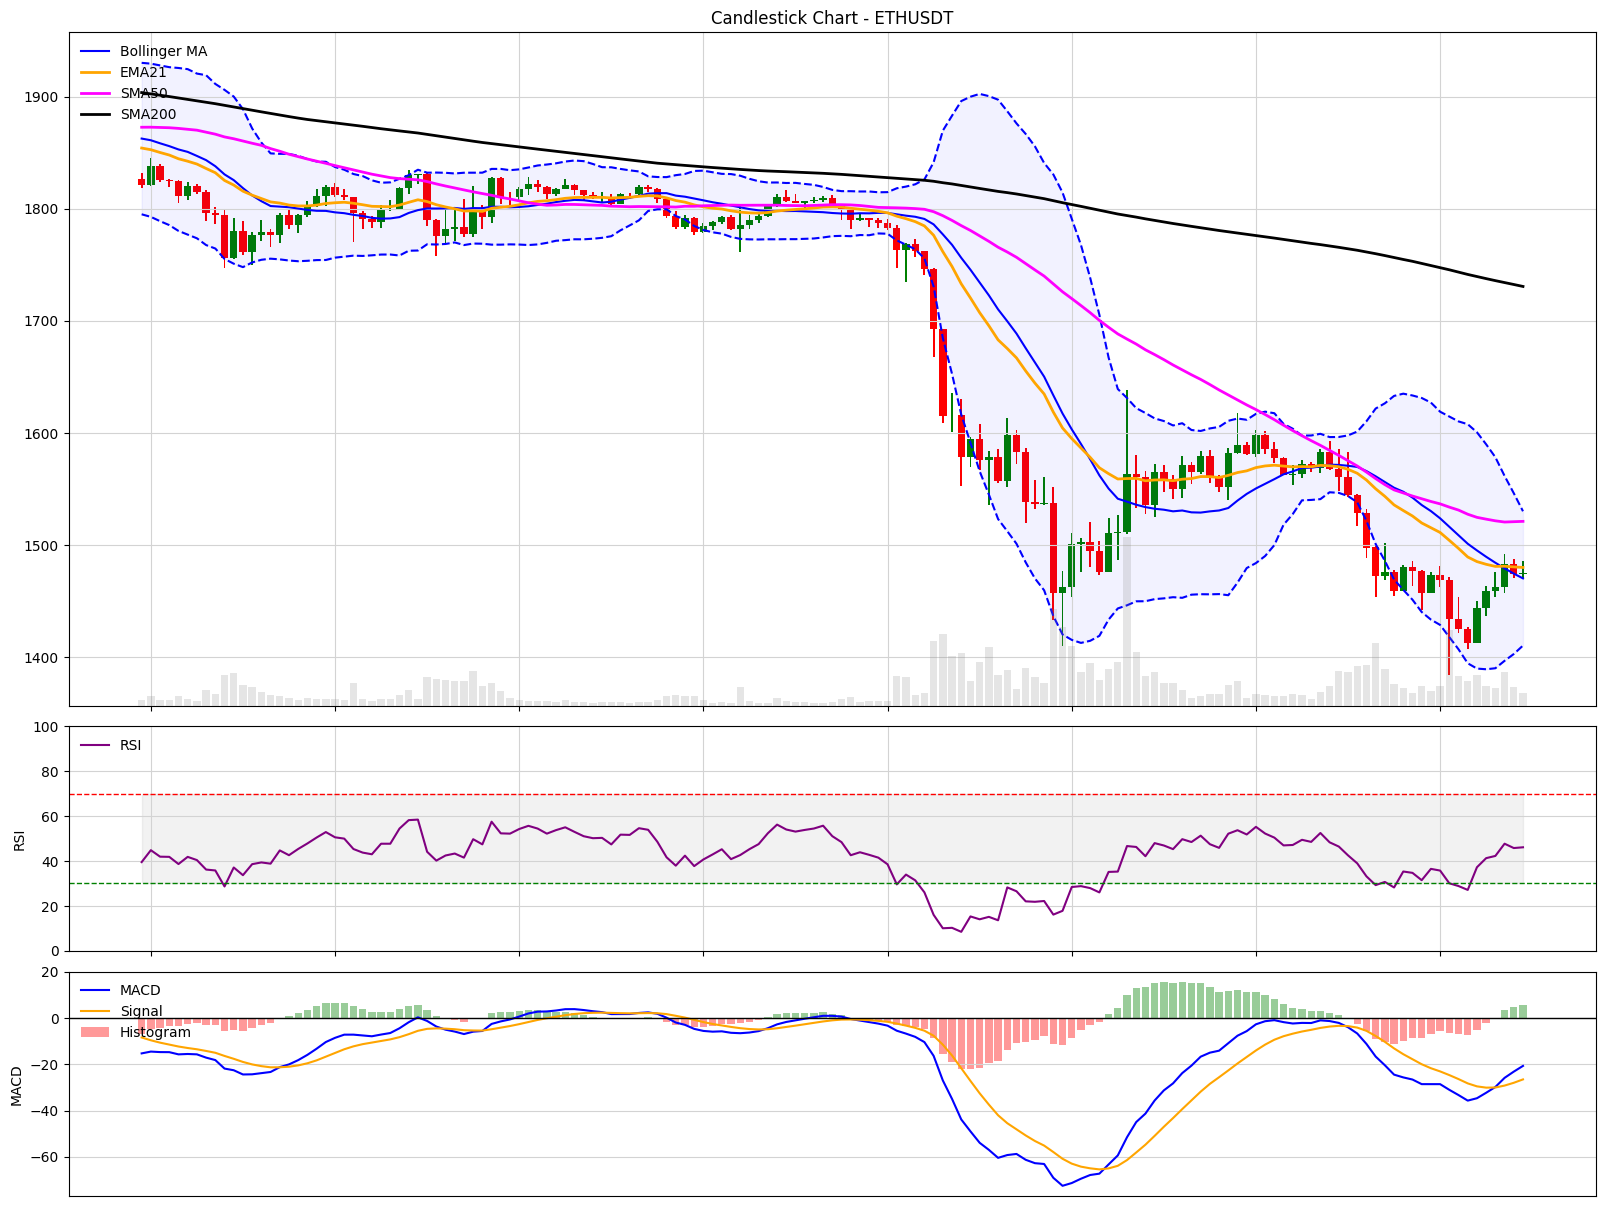 Candlestick Chart - ETHUSDT
Bollinger MA
EMA21
SMA50
SMA200
1900
1800
1700
1600
1500
1400
RSI
100
80
60
40
20
0
RSI
MACD
Signal
Histogram
20
0
−20
−40
−60
MACD